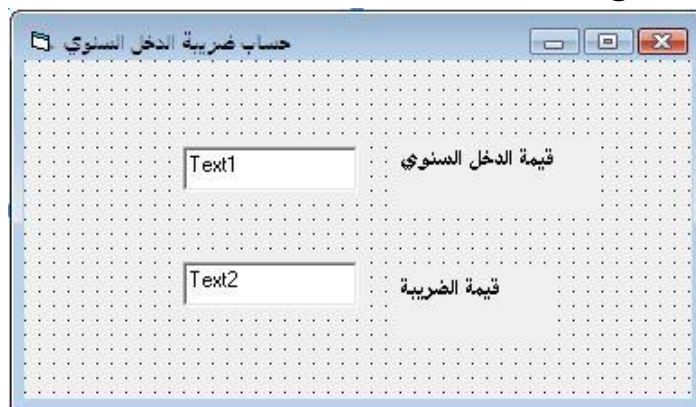 حساب ضريبة الدخل السنوي
قيمة الدخل السنوي
Text1
قيمة الضريبة
Text2